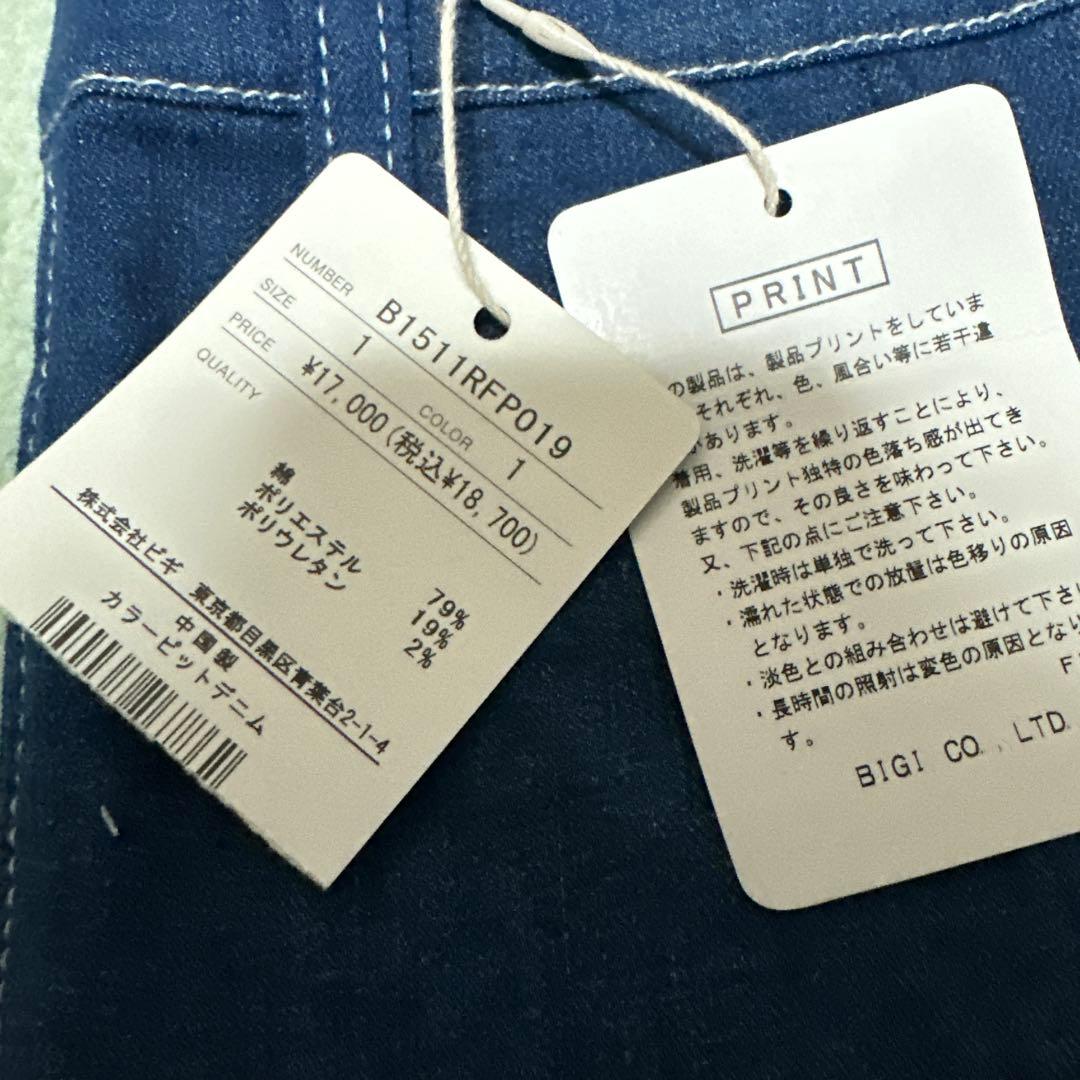 NUMBER B1511RFP019
SIZE 1 COLOR 1
PRICE ¥17,000(税込¥18,700)
QUALITY
綿 79%
ポリエステル 19%
ポリウレタン 2%
株式会社ビギ 東京都目黒区青葉台2-1-4
中国製
カラーピットデニム
PRINT
の製品は、製品プリントをしていま
それぞれ、色、風合い等に若干違
があります。
着用、洗濯等を繰り返すことにより、
製品プリント独特の色落ち感が出てき
ますので、その良さを味わって下さい。
又、下記の点にご注意下さい。
・洗濯時は単独で洗って下さい。
・濡れた状態での放置は色移りの原因
となります。
・淡色との組み合わせは避けて下さ
・長時間の照射は変色の原因となり
す。
F
BIGI CO.,LTD.